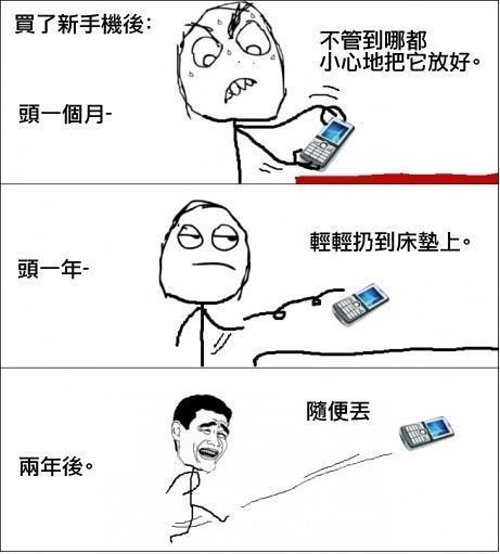 買了新手機後：
不管到哪都
小心地把它放好。
頭一個月-
輕輕扔到床墊上。
頭一年-
隨便丟
兩年後。